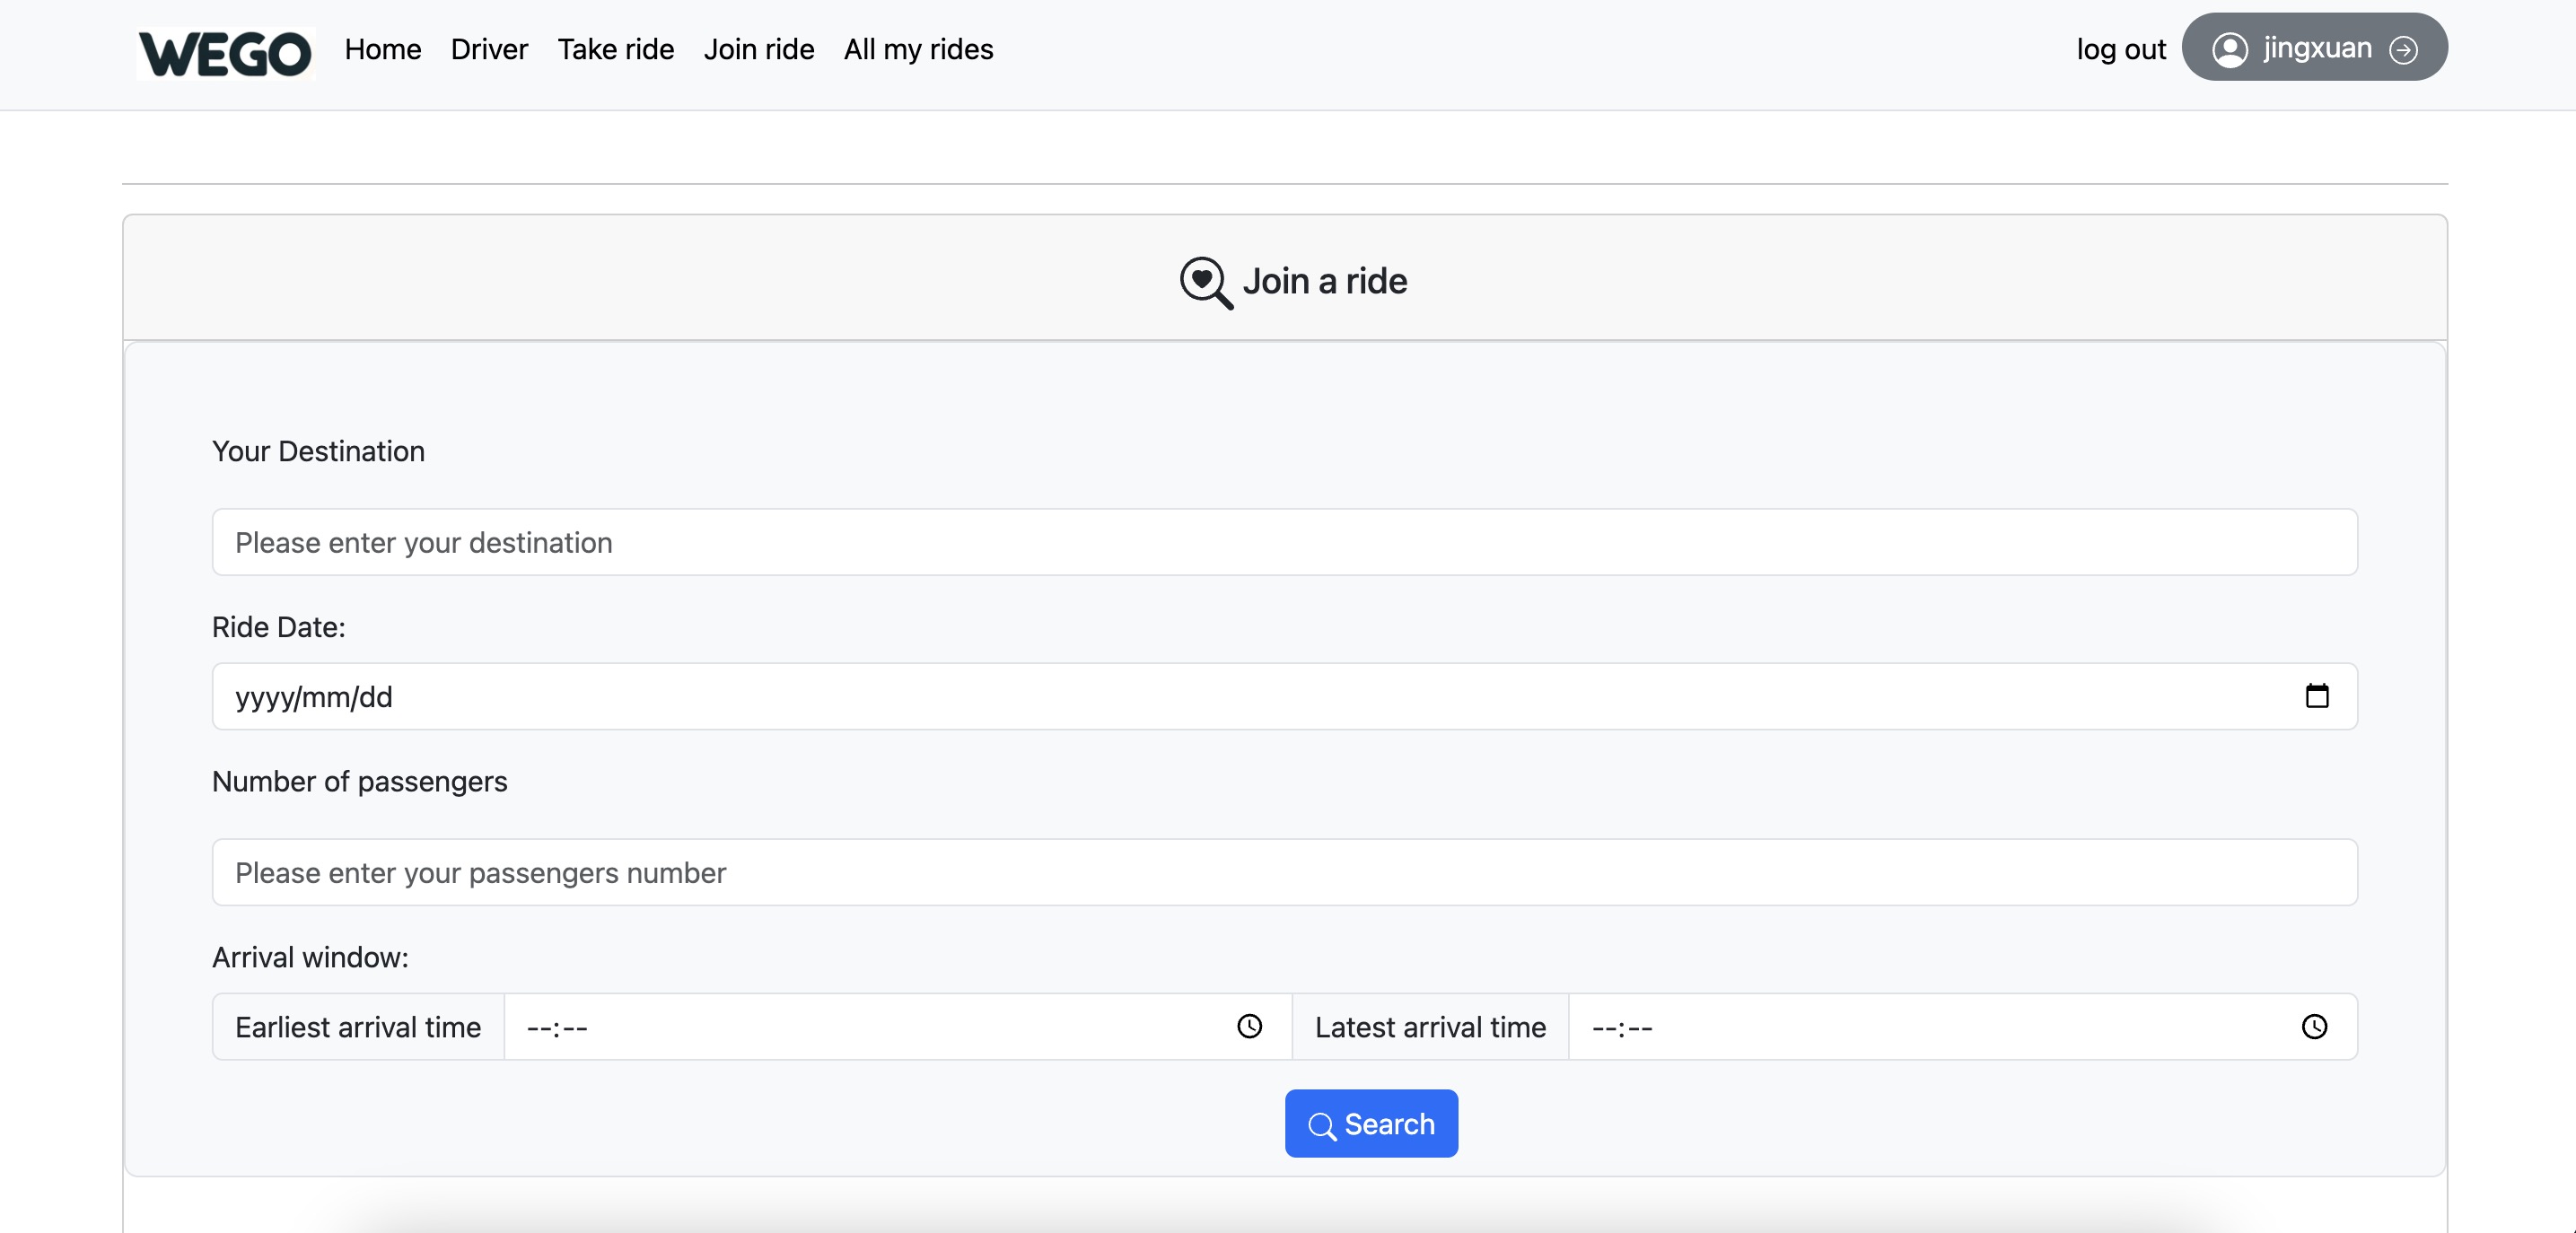 WEGO Home Driver Take ride Join ride All my rides log out jingxuan
Join a ride
Your Destination
Please enter your destination
Ride Date:
yyyy/mm/dd
Number of passengers
Please enter your passengers number
Arrival window:
Earliest arrival time --:-- Latest arrival time --:--
Search